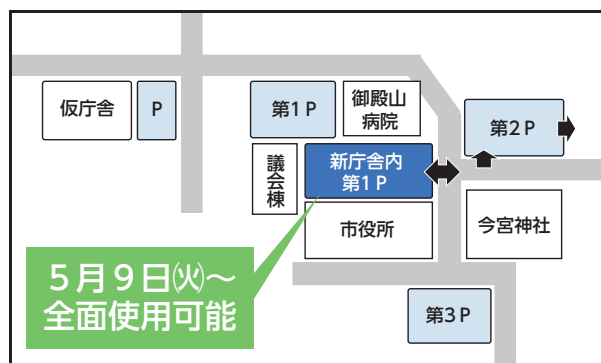 仮庁舎
P
第1P
御殿山
病院
第2P
議会棟
新庁舎内
第1P
市役所
今宮神社
5月9日㈫～
全面使用可能
第3P